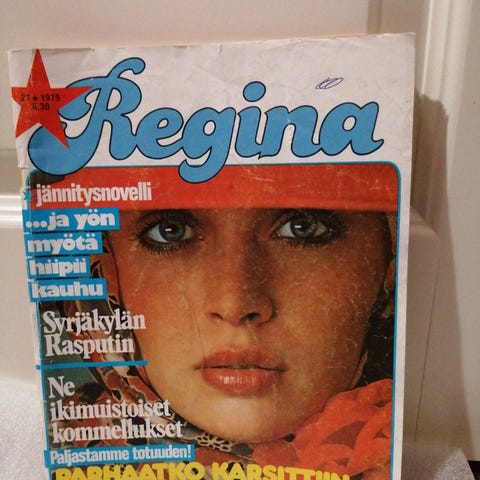 21 ★ 1979
6,30
Regina
jännitysnovelli
...ja yön
myötä
hiipii
kauhu
Syrjäkylän
Rasputin
Ne
ikimuistoiset
kommellukset
Paljastamme totuuden!
PARHAATKO KARSITTIIN